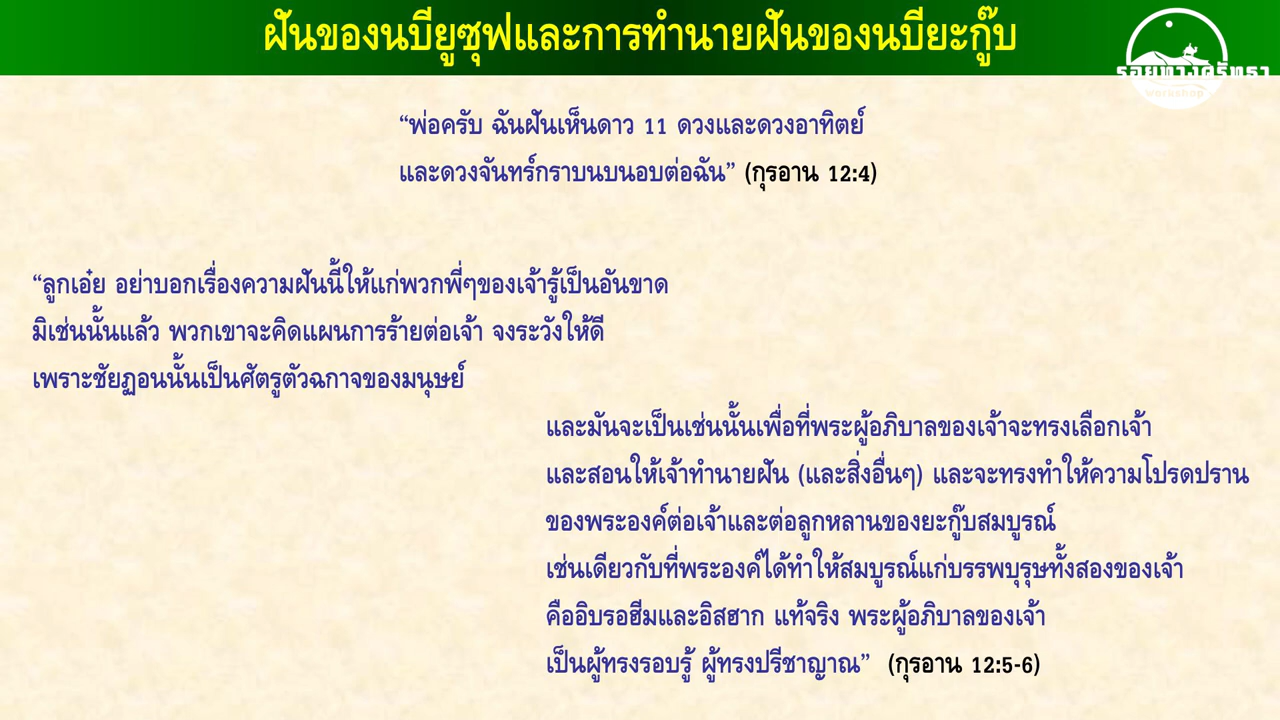 ฝันของนบียูซุฟและการทำนายฝันของนบียะกู๊บ
รอยทางศรัทธา
workshop
“พ่อครับ ฉันฝันเห็นดาว 11 ดวงและดวงอาทิตย์
และดวงจันทร์กราบนบนอบต่อฉัน” (กุรอาน 12:4)
“ลูกเอ๋ย อย่าบอกเรื่องความฝันนี้ให้แก่พวกพี่ๆของเจ้ารู้เป็นอันขาด
มิเช่นนั้นแล้ว พวกเขาจะคิดแผนการร้ายต่อเจ้า จงระวังให้ดี
เพราะชัยฏอนนั้นเป็นศัตรูตัวฉกาจของมนุษย์
และมันจะเป็นเช่นนั้นเพื่อที่พระผู้อภิบาลของเจ้าจะทรงเลือกเจ้า
และสอนให้เจ้าทำนายฝัน (และสิ่งอื่นๆ) และจะทรงทำให้ความโปรดปราน
ของพระองค์ต่อเจ้าและต่อลูกหลานของยะกู๊บสมบูรณ์
เช่นเดียวกับที่พระองค์ได้ทำให้สมบูรณ์แก่บรรพบุรุษทั้งสองของเจ้า
คืออิบรอฮีมและอิสฮาก แท้จริง พระผู้อภิบาลของเจ้า
เป็นผู้ทรงรอบรู้ ผู้ทรงปรีชาญาณ” (กุรอาน 12:5-6)